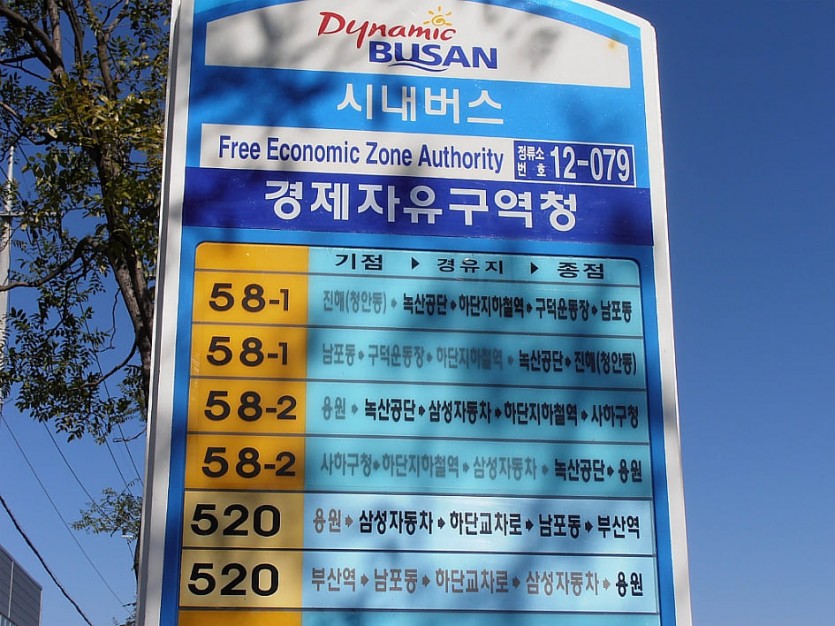 Dynamic
BUSAN
시내버스
Free Economic Zone Authority 정류소 번호 12-079
경제자유구역청
기점 ▶ 경유지 ▶ 종점
58-1 진해(청안동)➧녹산공단➧하단지하철역➧구덕운동장➧남포동
58-1 남포동➧구덕운동장➧하단지하철역➧녹산공단➧진해(청안동)
58-2 용원➧녹산공단➧삼성자동차➧하단지하철역➧사하구청
58-2 사하구청➧하단지하철역➧삼성자동차➧녹산공단➧용원
520 용원➧삼성자동차➧하단교차로➧남포동➧부산역
520 부산역➧남포동➧하단교차로➧삼성자동차➧용원